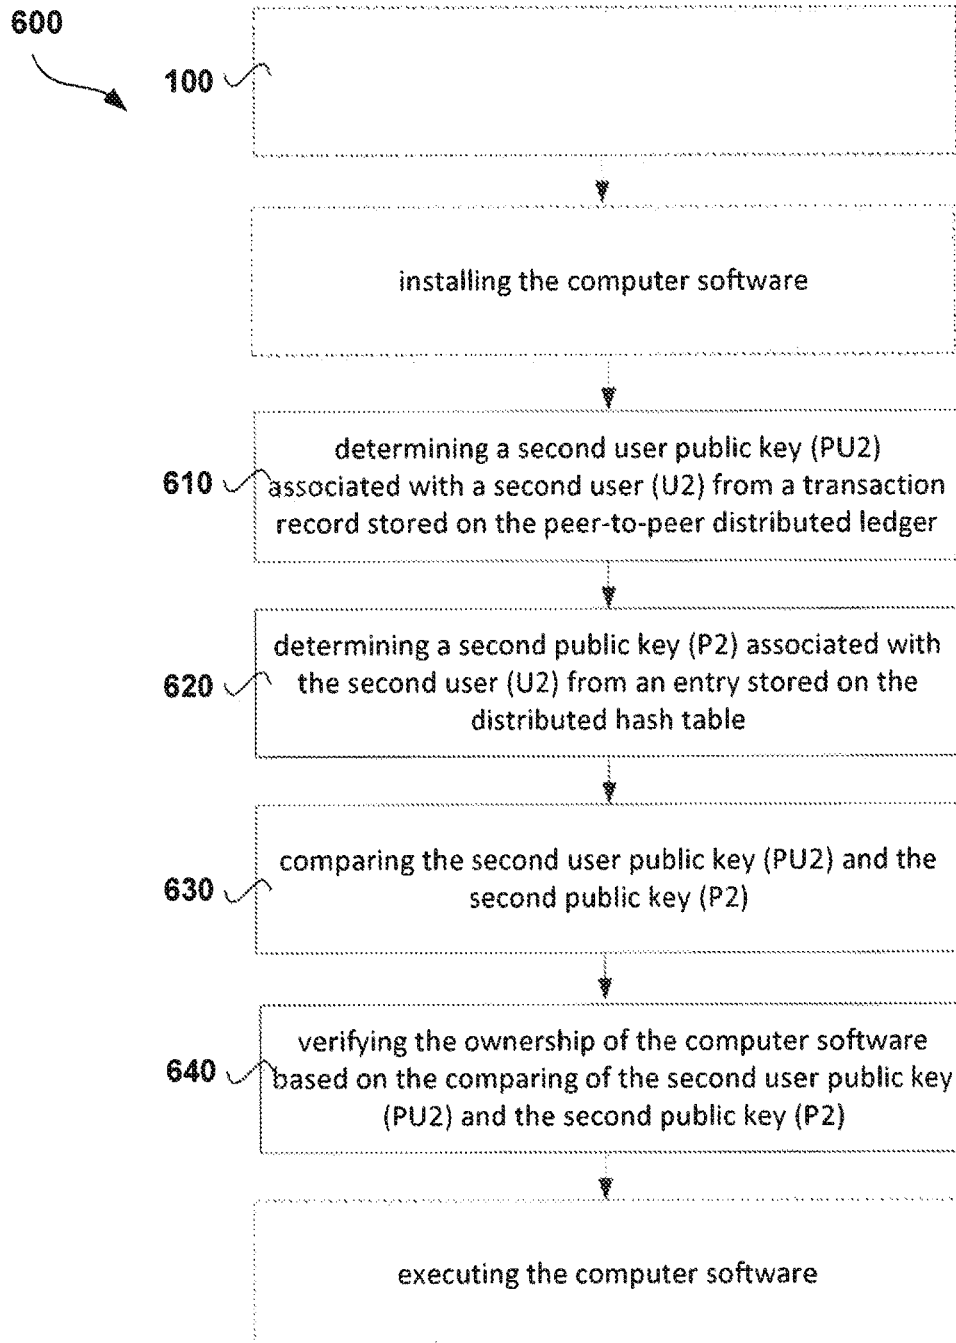 600
100
installing the computer software
610
determining a second user public key (PU2)
associated with a second user (U2) from a transaction
record stored on the peer-to-peer distributed ledger
620
determining a second public key (P2) associated with
the second user (U2) from an entry stored on the
distributed hash table
630
comparing the second user public key (PU2) and the
second public key (P2)
640
verifying the ownership of the computer software
based on the comparing of the second user public key
(PU2) and the second public key (P2)
executing the computer software